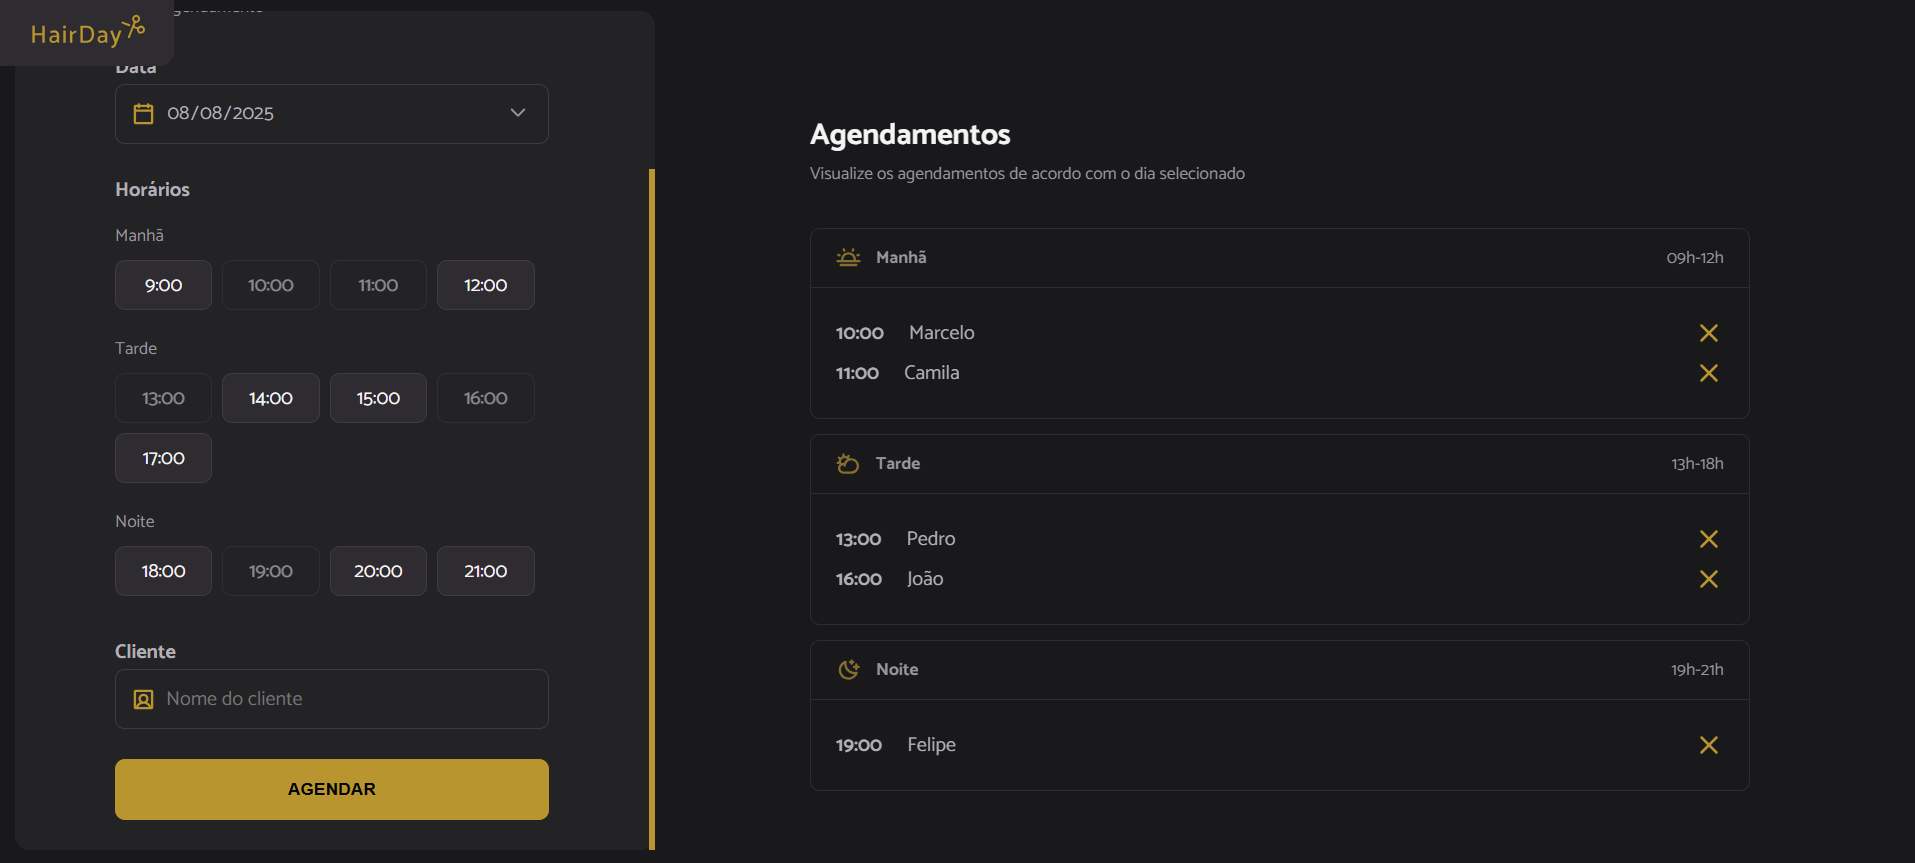 HairDay
Data
08/08/2025
Horários
Manhã
9:00 10:00 11:00 12:00
Tarde
13:00 14:00 15:00 16:00
17:00
Noite
18:00 19:00 20:00 21:00
Cliente
Nome do cliente
AGENDAR
Agendamentos
Visualize os agendamentos de acordo com o dia selecionado
Manhã 09h-12h
10:00 Marcelo
11:00 Camila
Tarde 13h-18h
13:00 Pedro
16:00 João
Noite 19h-21h
19:00 Felipe